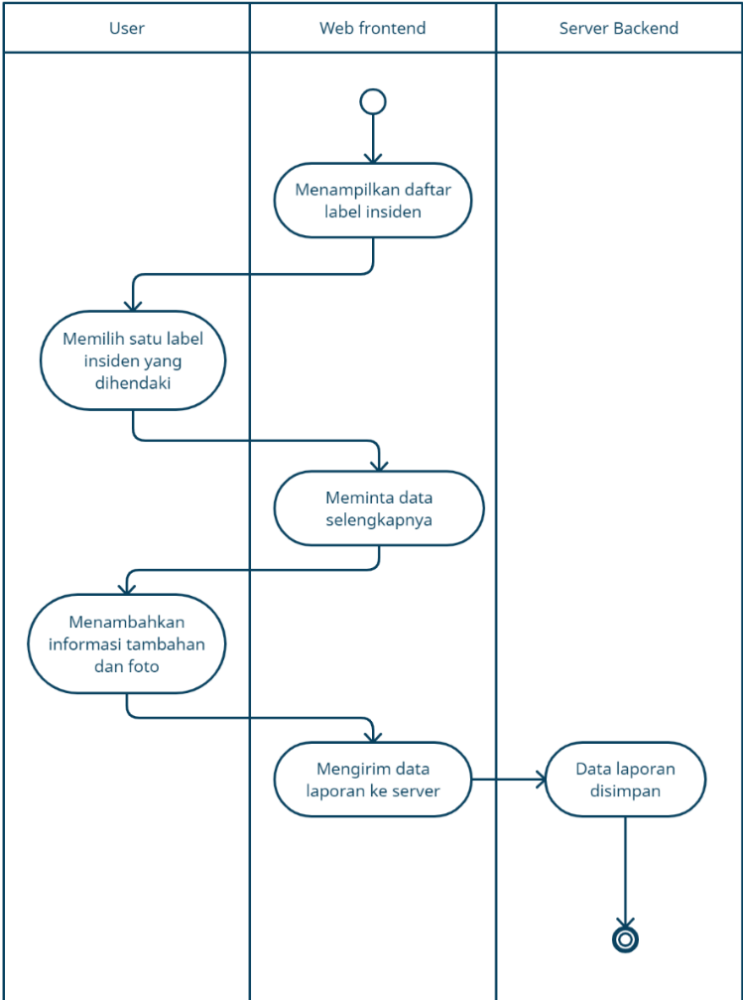 User
Web frontend
Server Backend
Menampilkan daftar
label insiden
Memilih satu label
insiden yang
dihendaki
Meminta data
selengkapnya
Menambahkan
informasi tambahan
dan foto
Mengirim data
laporan ke server
Data laporan
disimpan